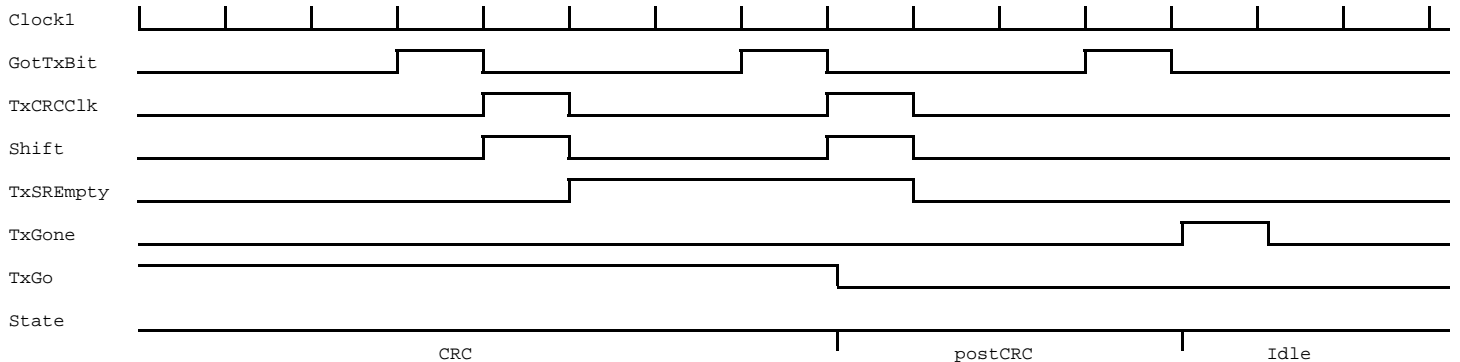 Clock1
GotTxBit
TxCRCClk
Shift
TxSREmpty
TxGone
TxGo
State
CRC postCRC Idle